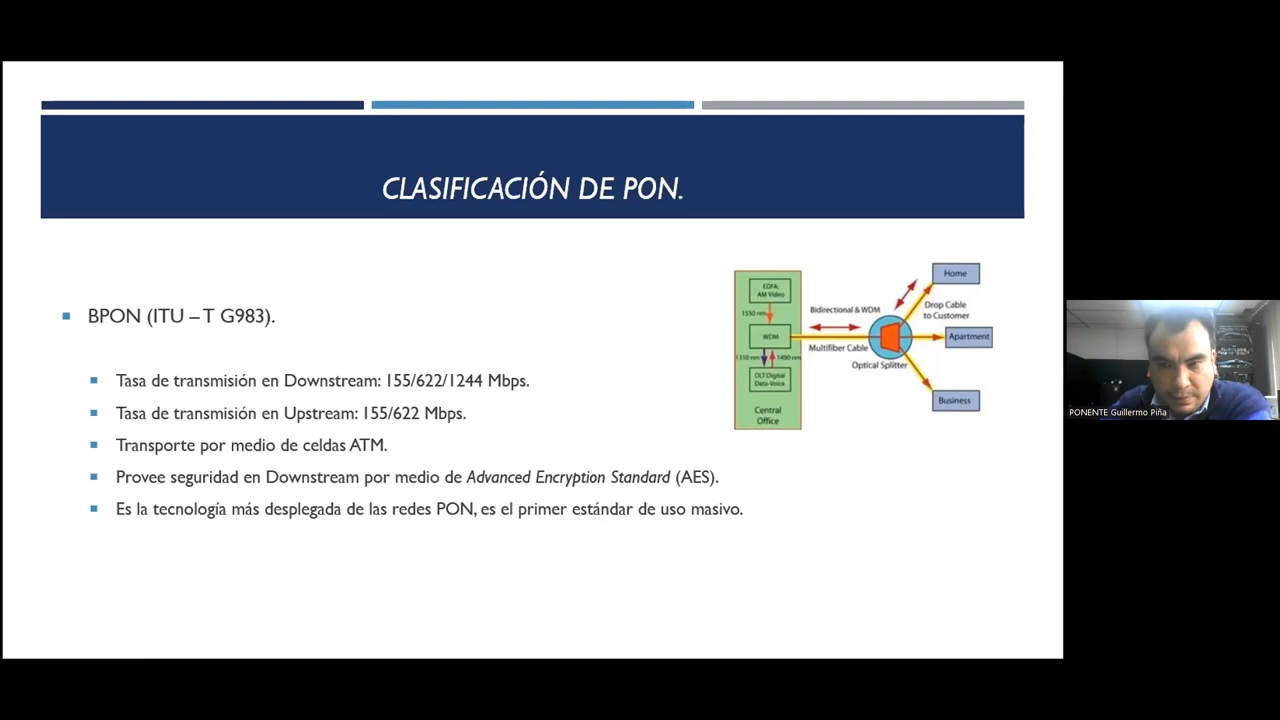 CLASIFICACIÓN DE PON.
BPON (ITU – T G983).
Tasa de transmisión en Downstream: 155/622/1244 Mbps.
Tasa de transmisión en Upstream: 155/622 Mbps.
Transporte por medio de celdas ATM.
Provee seguridad en Downstream por medio de Advanced Encryption Standard (AES).
Es la tecnología más desplegada de las redes PON, es el primer estándar de uso masivo.
EDFA:
AM Video
1550 nm
WDM
1310 nm
1490 nm
OLT: Digital
Data-Voice
Central
Office
Bidirectional & WDM
Multifiber Cable
Optical Splitter
Home
Drop Cable
to Customer
Apartment
Business
PONENTE Guillermo Piña